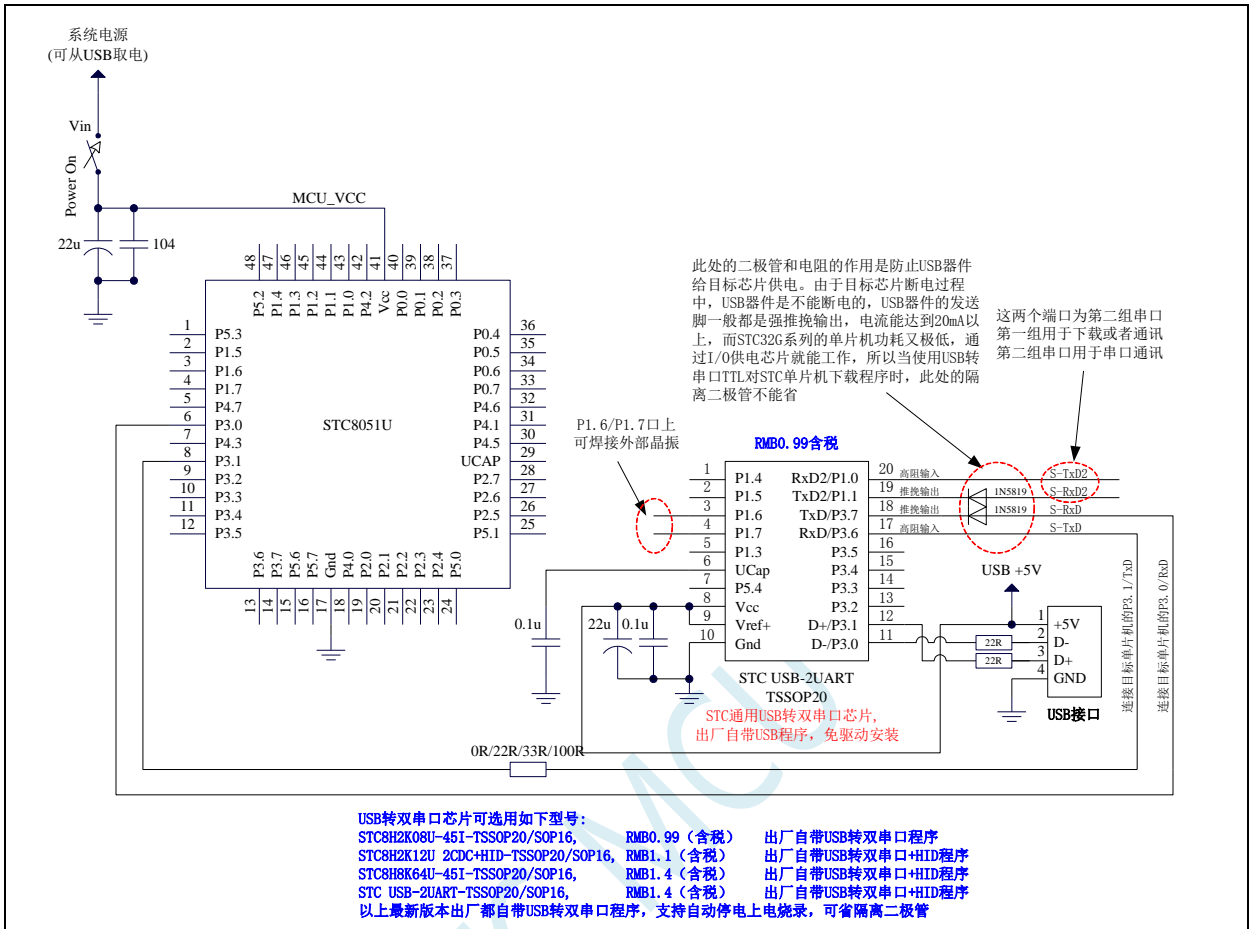 系统电源
(可从USB取电)
Vin
Power On
MCU_VCC
22u
104
48
47
46
45
44
43
42
41
40
39
38
37
P5.2
P1.4
P1.3
P1.2
P1.1
P1.0
P4.2
Vcc
P0.0
P0.1
P0.2
P0.3
1 P5.3
2 P1.5
3 P1.6
4 P1.7
5 P4.7
6 P3.0
7 P4.3
8 P3.1
9 P3.2
10 P3.3
11 P3.4
12 P3.5
STC8051U
P0.4 36
P0.5 35
P0.6 34
P0.7 33
P4.6 32
P4.1 31
P4.5 30
UCAP 29
P2.7 28
P2.6 27
P2.5 26
P5.1 25
P3.6
P3.7
P5.6
P5.7
Gnd
P4.0
P2.0
P2.1
P2.2
P2.3
P2.4
P5.0
13
14
15
16
17
18
19
20
21
22
23
24
此处的二极管和电阻的作用是防止USB器件
给目标芯片供电。由于目标芯片断电过程
中，USB器件是不能断电的，USB器件的发送
脚一般都是强推挽输出，电流能达到20mA以
上，而STC32G系列的单片机功耗又极低，通
过I/O供电芯片就能工作，所以当使用USB转
串口TTL对STC单片机下载程序时，此处的隔
离二极管不能省
这两个端口为第二组串口
第一组用于下载或者通讯
第二组串口用于串口通讯
P1.6/P1.7口上
可焊接外部晶振
RMB0.99含税
1 P1.4
2 P1.5
3 P1.6
4 P1.7
5 P1.3
6 UCap
7 P5.4
8 Vcc
9 Vref+
10 Gnd
RxD2/P1.0 20 高阻输入 S-TxD2
TxD2/P1.1 19 推挽输出 1N5819 S-RxD2
TxD/P3.7 18 推挽输出 1N5819 S-RxD
RxD/P3.6 17 高阻输入 S-TxD
P3.5 16
P3.4 15
P3.3 14
P3.2 13
D+/P3.1 12
D-/P3.0 11
0.1u
22u
0.1u
STC USB-2UART
TSSOP20
STC通用USB转双串口芯片,
出厂自带USB程序，免驱动安装
USB +5V
22R
22R
1 +5V
2 D-
3 D+
4 GND
USB接口
连接目标单片机的P3.1/TxD
连接目标单片机的P3.0/RxD
0R/22R/33R/100R
MCU
USB转双串口芯片可选用如下型号:
STC8H2K08U-45I-TSSOP20/SOP16, RMB0.99（含税） 出厂自带USB转双串口程序
STC8H2K12U 2CDC+HID-TSSOP20/SOP16, RMB1.1（含税） 出厂自带USB转双串口+HID程序
STC8H8K64U-45I-TSSOP20/SOP16, RMB1.4（含税） 出厂自带USB转双串口+HID程序
STC USB-2UART-TSSOP20/SOP16, RMB1.4（含税） 出厂自带USB转双串口+HID程序
以上最新版本出厂都自带USB转双串口程序，支持自动停电上电烧录，可省隔离二极管